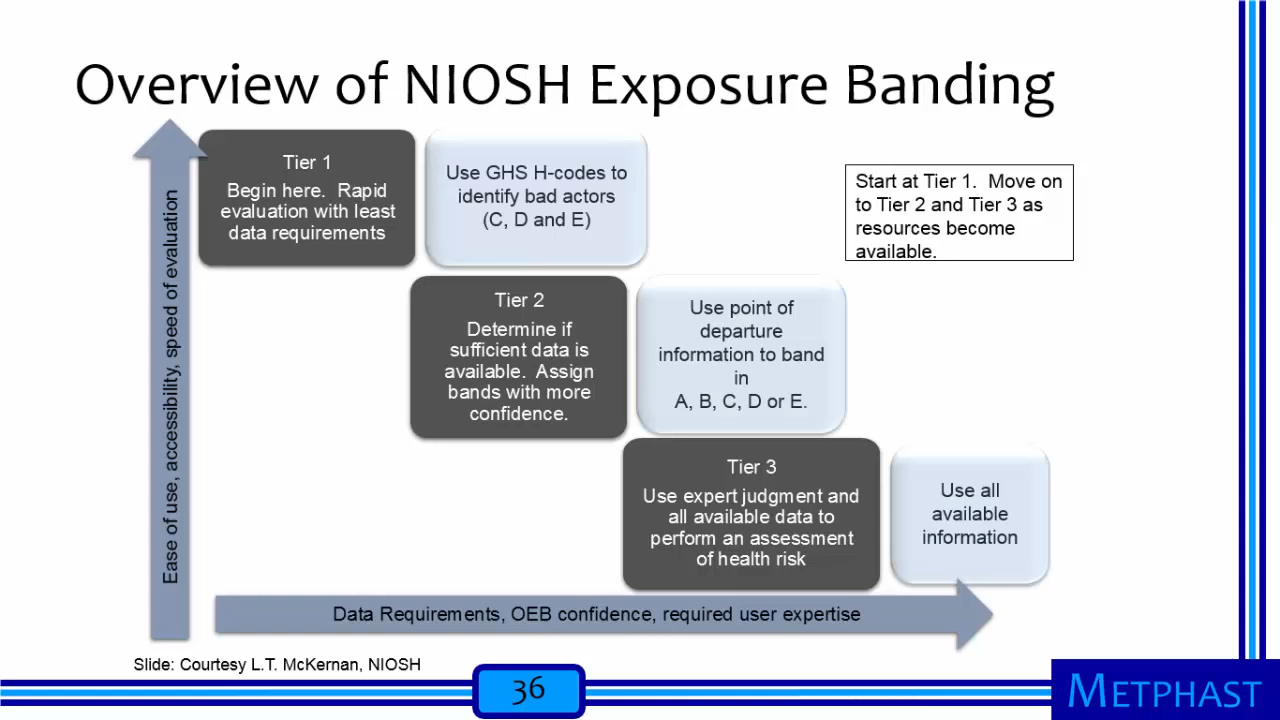 Overview of NIOSH Exposure Banding
Ease of use, accessibility, speed of evaluation
Tier 1
Begin here. Rapid
evaluation with least
data requirements
Use GHS H-codes to
identify bad actors
(C, D and E)
Start at Tier 1. Move on
to Tier 2 and Tier 3 as
resources become
available.
Tier 2
Determine if
sufficient data is
available. Assign
bands with more
confidence.
Use point of
departure
information to band
in
A, B, C, D or E.
Tier 3
Use expert judgment and
all available data to
perform an assessment
of health risk
Use all
available
information
Data Requirements, OEB confidence, required user expertise
Slide: Courtesy L.T. McKernan, NIOSH
36
METPHAST